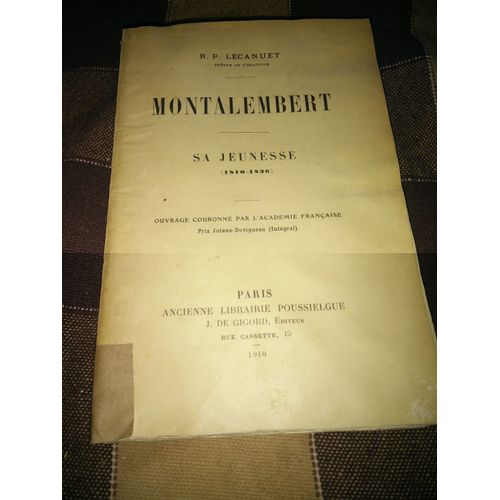 R. P. LECANUET
PRÊTRE DE L'ORATOIRE
MONTALEMBERT
SA JEUNESSE
(1810-1836)
OUVRAGE COURONNÉ PAR L'ACADÉMIE FRANÇAISE
Prix Juteau-Duvigneau (Intégral)
PARIS
ANCIENNE LIBRAIRIE POUSSIELGUE
J. DE GIGORD, ÉDITEUR
RUE CASSETTE, 15
1910